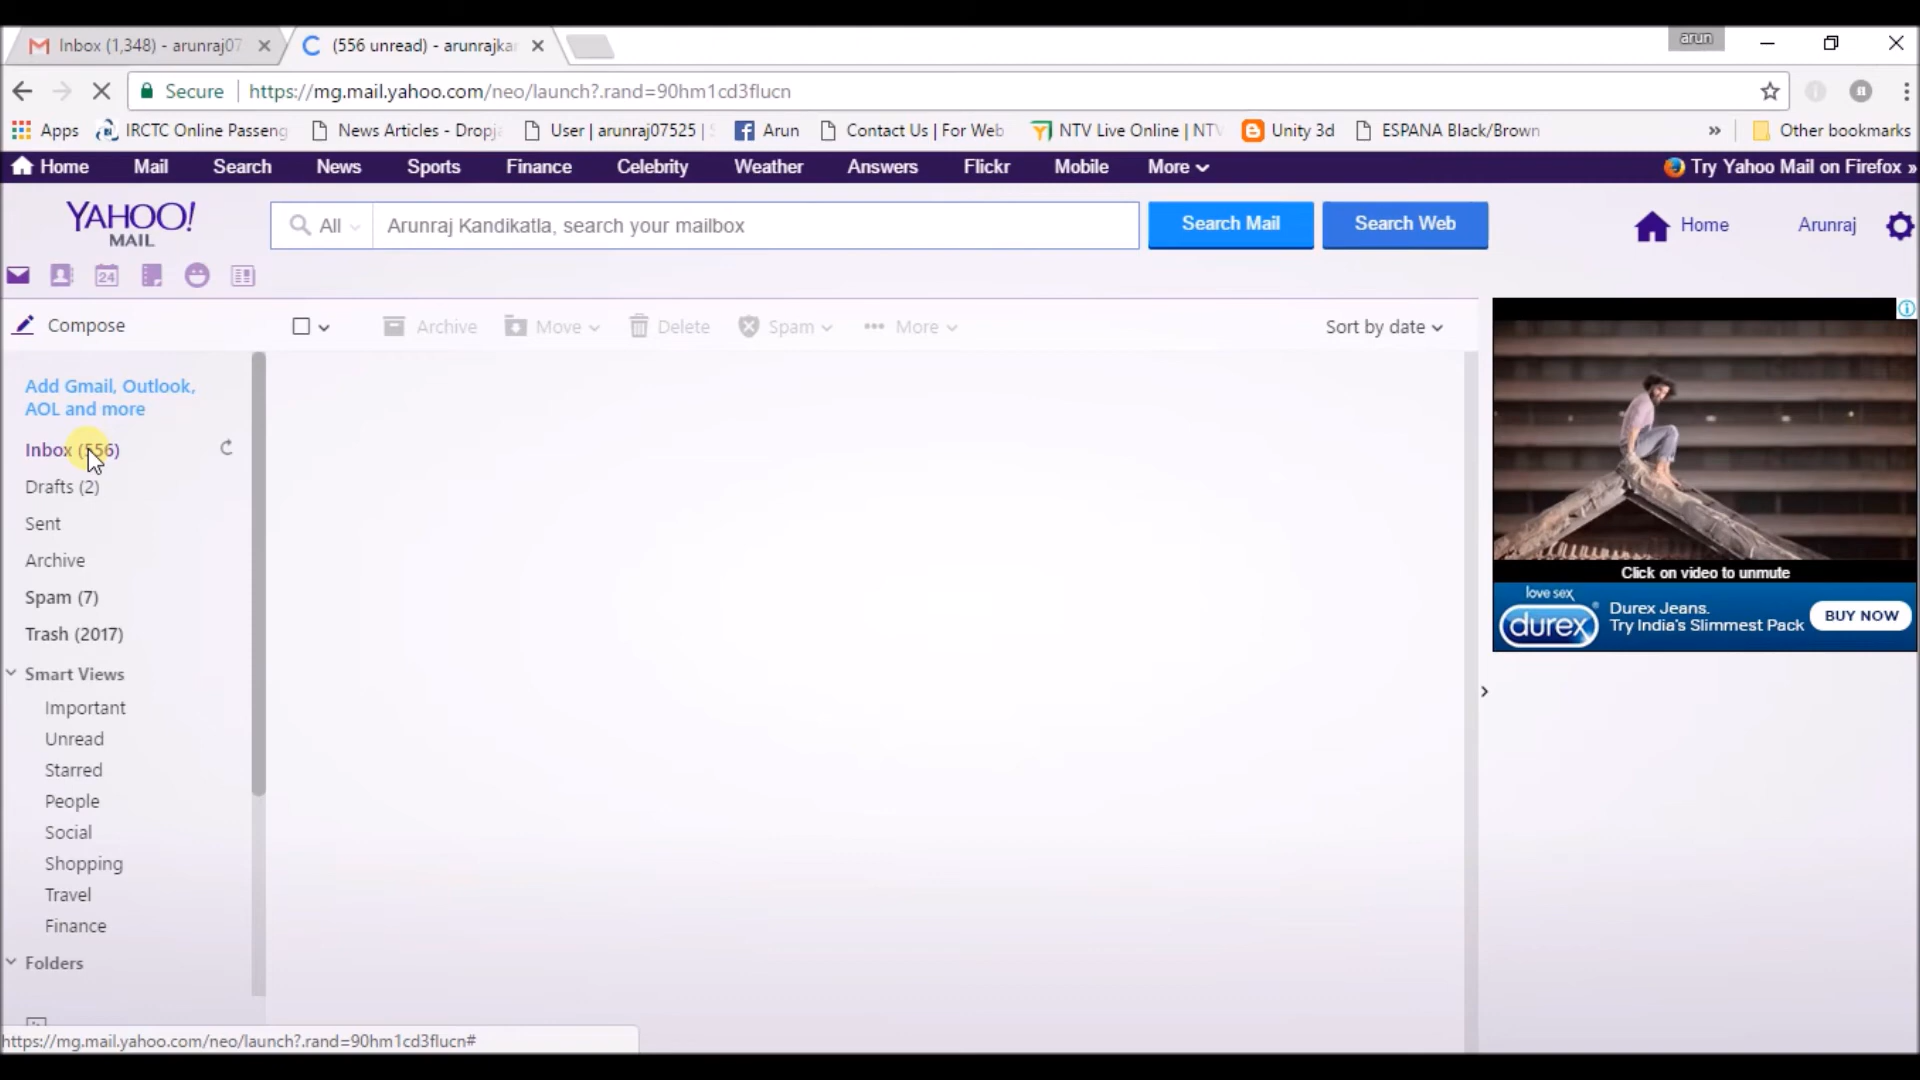 Inbox (1,348) - arunraj07
(556 unread) - arunrajkar
arun
Secure https://mg.mail.yahoo.com/neo/launch?.rand=90hm1cd3flucn
Apps IRCTC Online Passeng News Articles - Dropja User | arunraj07525 | S Arun Contact Us | For Web NTV Live Online | NTV Unity 3d ESPANA Black/Brown » Other bookmarks
Home Mail Search News Sports Finance Celebrity Weather Answers Flickr Mobile More Try Yahoo Mail on Firefox »
YAHOO!
MAIL
All Arunraj Kandikatla, search your mailbox Search Mail Search Web Home Arunraj
24
Compose Archive Move Delete Spam More Sort by date
Add Gmail, Outlook,
AOL and more
Inbox (556)
Drafts (2)
Sent
Archive
Spam (7)
Trash (2017)
Smart Views
Important
Unread
Starred
People
Social
Shopping
Travel
Finance
Folders
Click on video to unmute
love sex
durex
Durex Jeans.
Try India's Slimmest Pack
BUY NOW
https://mg.mail.yahoo.com/neo/launch?.rand=90hm1cd3flucn#